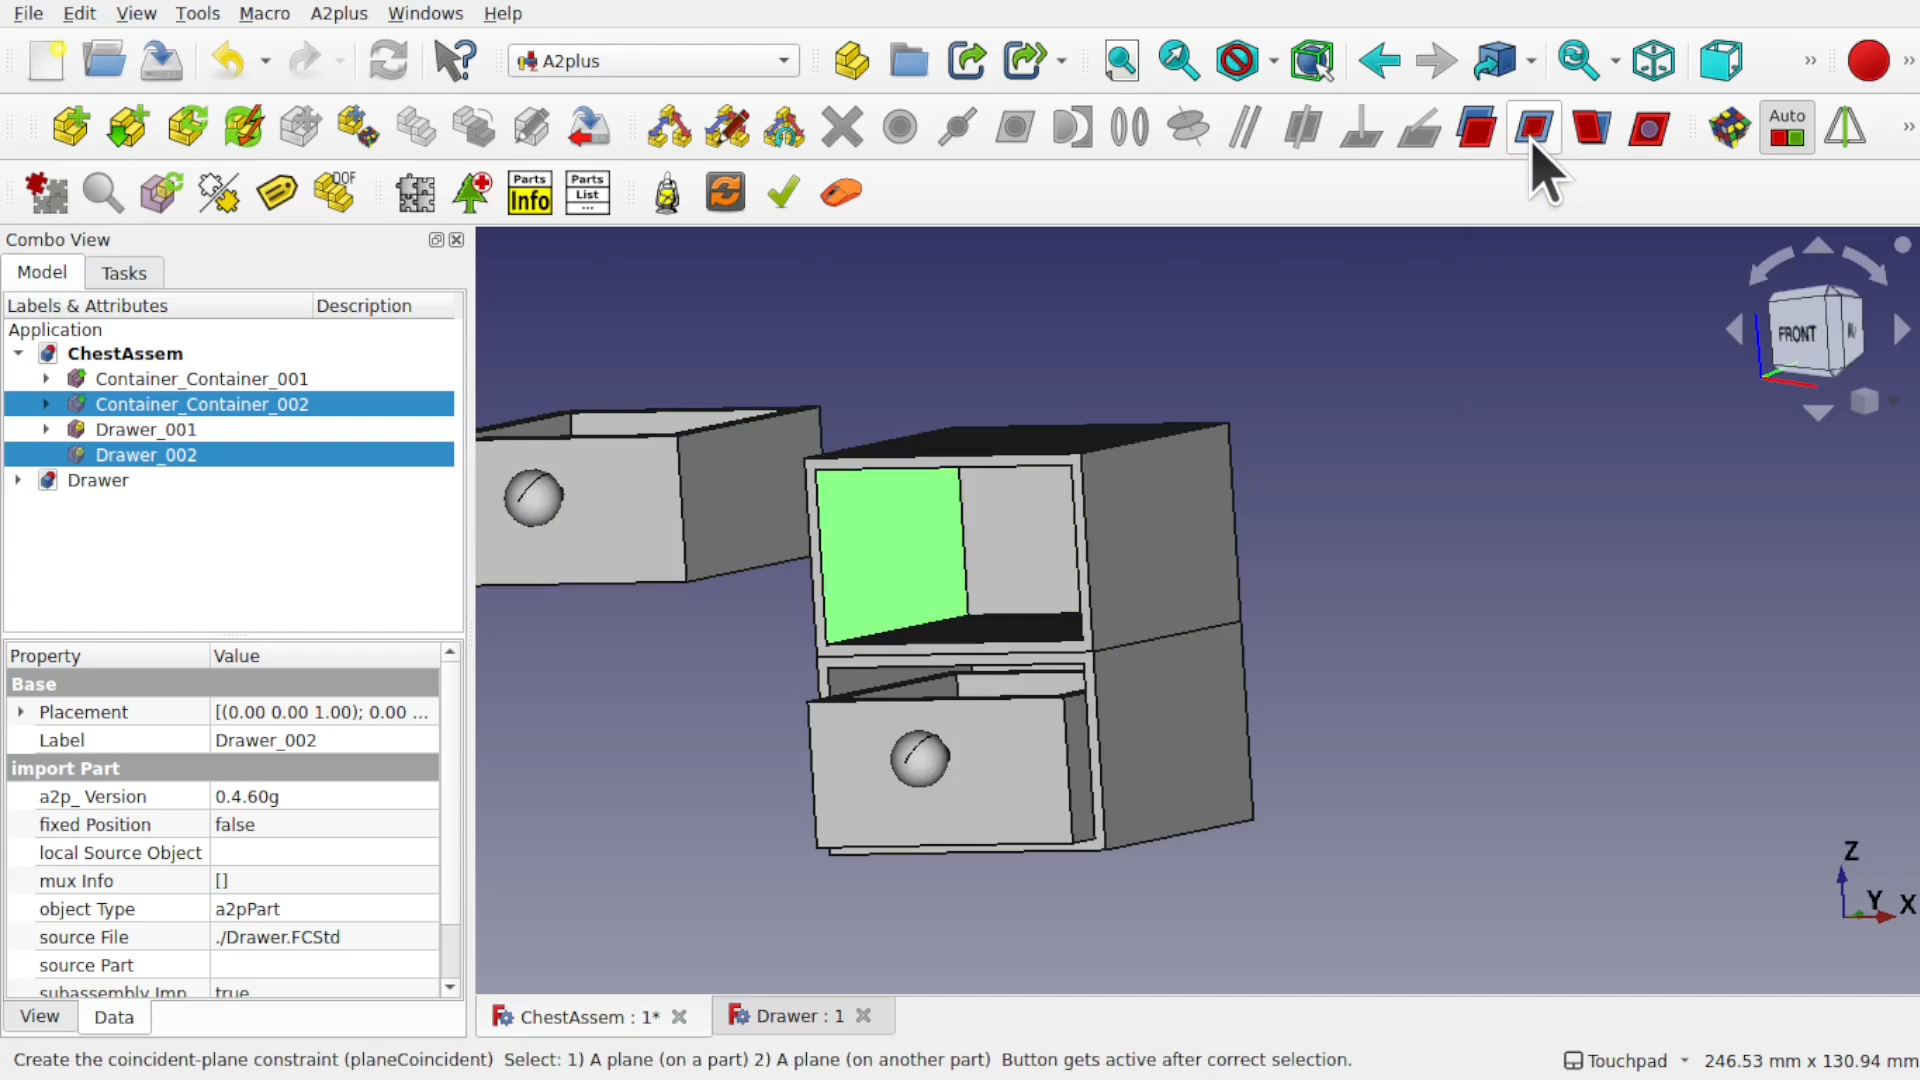 File Edit View Tools Macro A2plus Windows Help
A2plus
Auto
DOF
Parts
Info
Parts
List
...
Combo View
Model Tasks
Labels & Attributes Description
Application
ChestAssem
Container_Container_001
Container_Container_002
Drawer_001
Drawer_002
Drawer
Property Value
Base
Placement [(0.00 0.00 1.00); 0.00 ...
Label Drawer_002
import Part
a2p_ Version 0.4.60g
fixed Position false
local Source Object
mux Info []
object Type a2pPart
source File ./Drawer.FCStd
source Part
subassembly Imp... true
View Data
FRONT
Z
Y X
ChestAssem : 1*
Drawer : 1
Create the coincident-plane constraint (planeCoincident) Select: 1) A plane (on a part) 2) A plane (on another part) Button gets active after correct selection.
Touchpad 246.53 mm x 130.94 mm